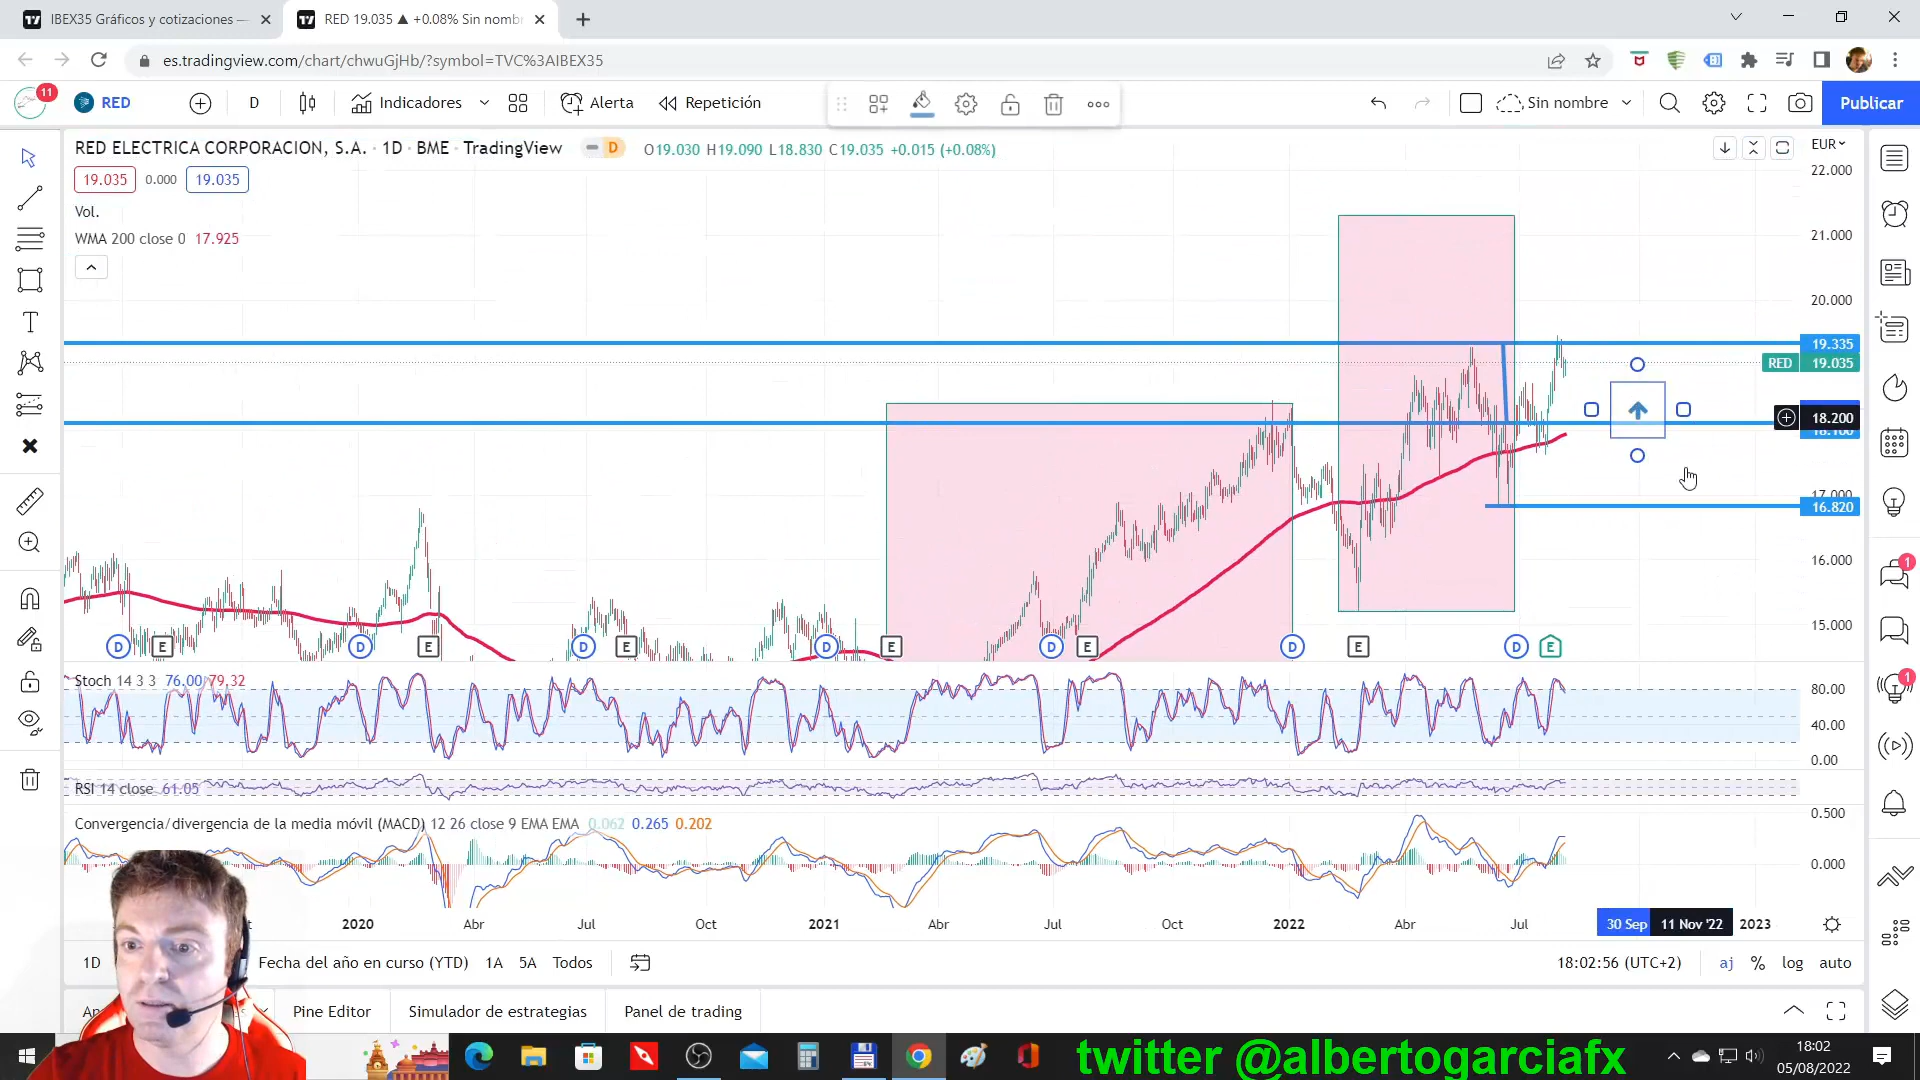 IBEX35 Gráficos y cotizaciones —
RED 19.035 ▲ +0.08% Sin nomb
es.tradingview.com/chart/chwuGjHb/?symbol=TVC%3AIBEX35
11
RED
D
Indicadores
Alerta
Repetición
Sin nombre
Publicar
RED ELECTRICA CORPORACION, S.A. · 1D · BME · TradingView
D
O19.030 H19.090 L18.830 C19.035 +0.015 (+0.08%)
EUR
19.035
0.000
19.035
Vol.
WMA 200 close 0 17.925
22.000
21.000
20.000
19.335
RED 19.035
18.200
16.820
16.000
15.000
D E D E D E D E D E D E D E
Stoch 14 3 3 76.00 79.32
80.00
40.00
0.00
RSI 14 close 61.05
Convergencia/divergencia de la media móvil (MACD) 12 26 close 9 EMA EMA 0.062 0.265 0.202
0.500
0.000
2020 Abr Jul Oct 2021 Abr Jul Oct 2022 Abr Jul 30 Sep 11 Nov '22 2023
1D
Fecha del año en curso (YTD)
1A
5A
Todos
18:02:56 (UTC+2)
aj
%
log
auto
Pine Editor
Simulador de estrategias
Panel de trading
1
1
twitter @albertogarciafx
18:02
05/08/2022